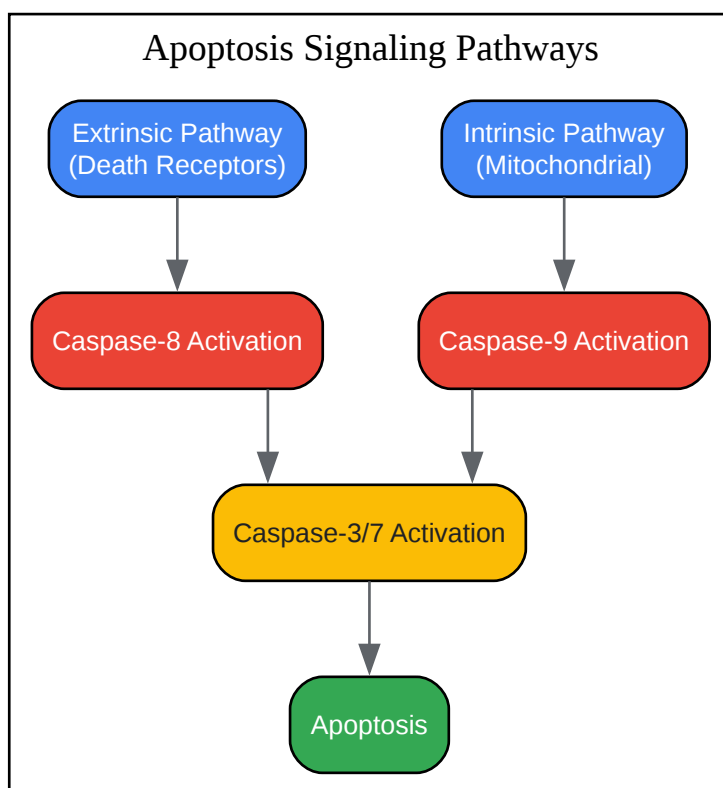 Apoptosis Signaling Pathways
Extrinsic Pathway
(Death Receptors)
Intrinsic Pathway
(Mitochondrial)
Caspase-8 Activation
Caspase-9 Activation
Caspase-3/7 Activation
Apoptosis